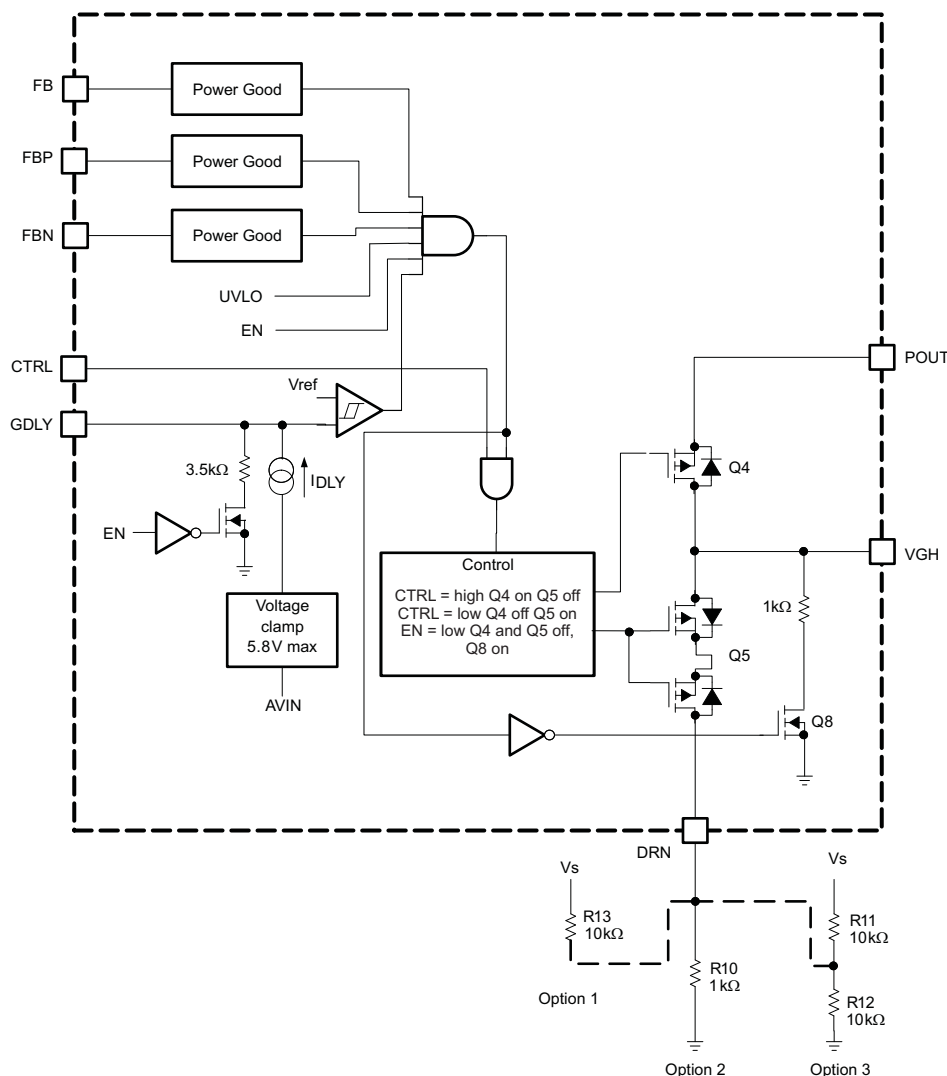 FB
Power Good
FBP
Power Good
FBN
Power Good
UVLO
EN
CTRL
POUT
Vref
GDLY
3.5kΩ
IDLY
Q4
EN
VGH
Control
CTRL = high Q4 on Q5 off
CTRL = low Q4 off Q5 on
EN = low Q4 and Q5 off,
Q8 on
1kΩ
Voltage
clamp
5.8V max
Q5
AVIN
Q8
DRN
Vs
Vs
R13
10kΩ
R11
10kΩ
R10
1kΩ
Option 1
R12
10kΩ
Option 2
Option 3